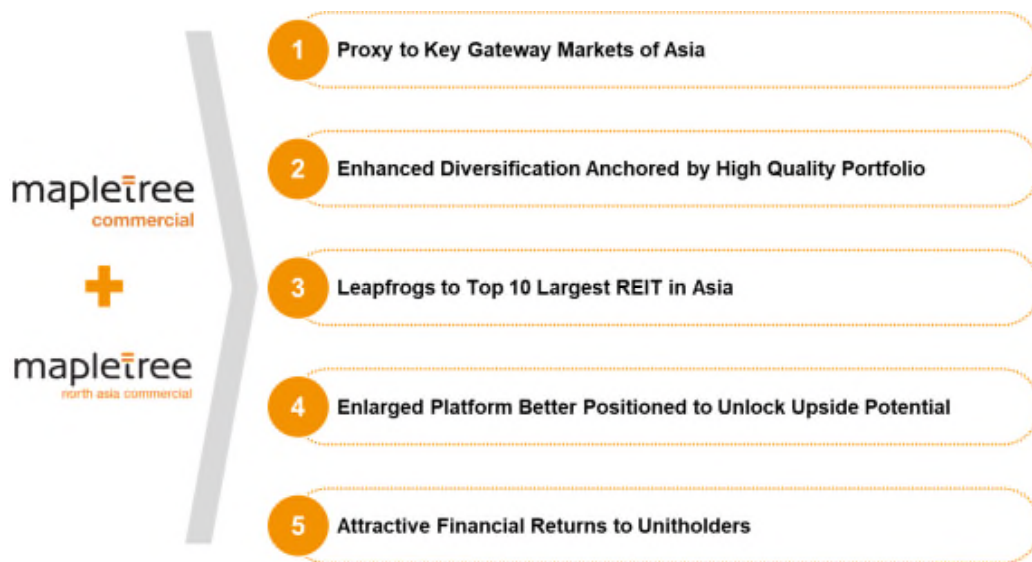 mapletree
commercial
mapletree
north asia commercial
1 Proxy to Key Gateway Markets of Asia
2 Enhanced Diversification Anchored by High Quality Portfolio
3 Leapfrogs to Top 10 Largest REIT in Asia
4 Enlarged Platform Better Positioned to Unlock Upside Potential
5 Attractive Financial Returns to Unitholders